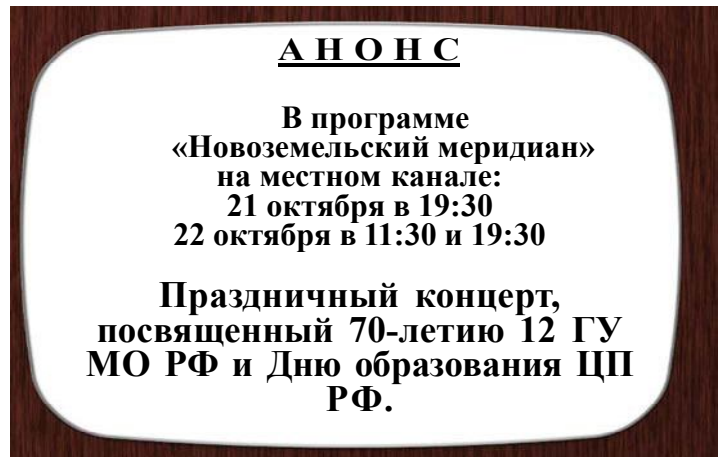 А Н О Н С
В программе
«Новоземельский меридиан»
на местном канале:
21 октября в 19:30
22 октября в 11:30 и 19:30
Праздничный концерт,
посвященный 70-летию 12 ГУ
МО РФ и Дню образования ЦП
РФ.